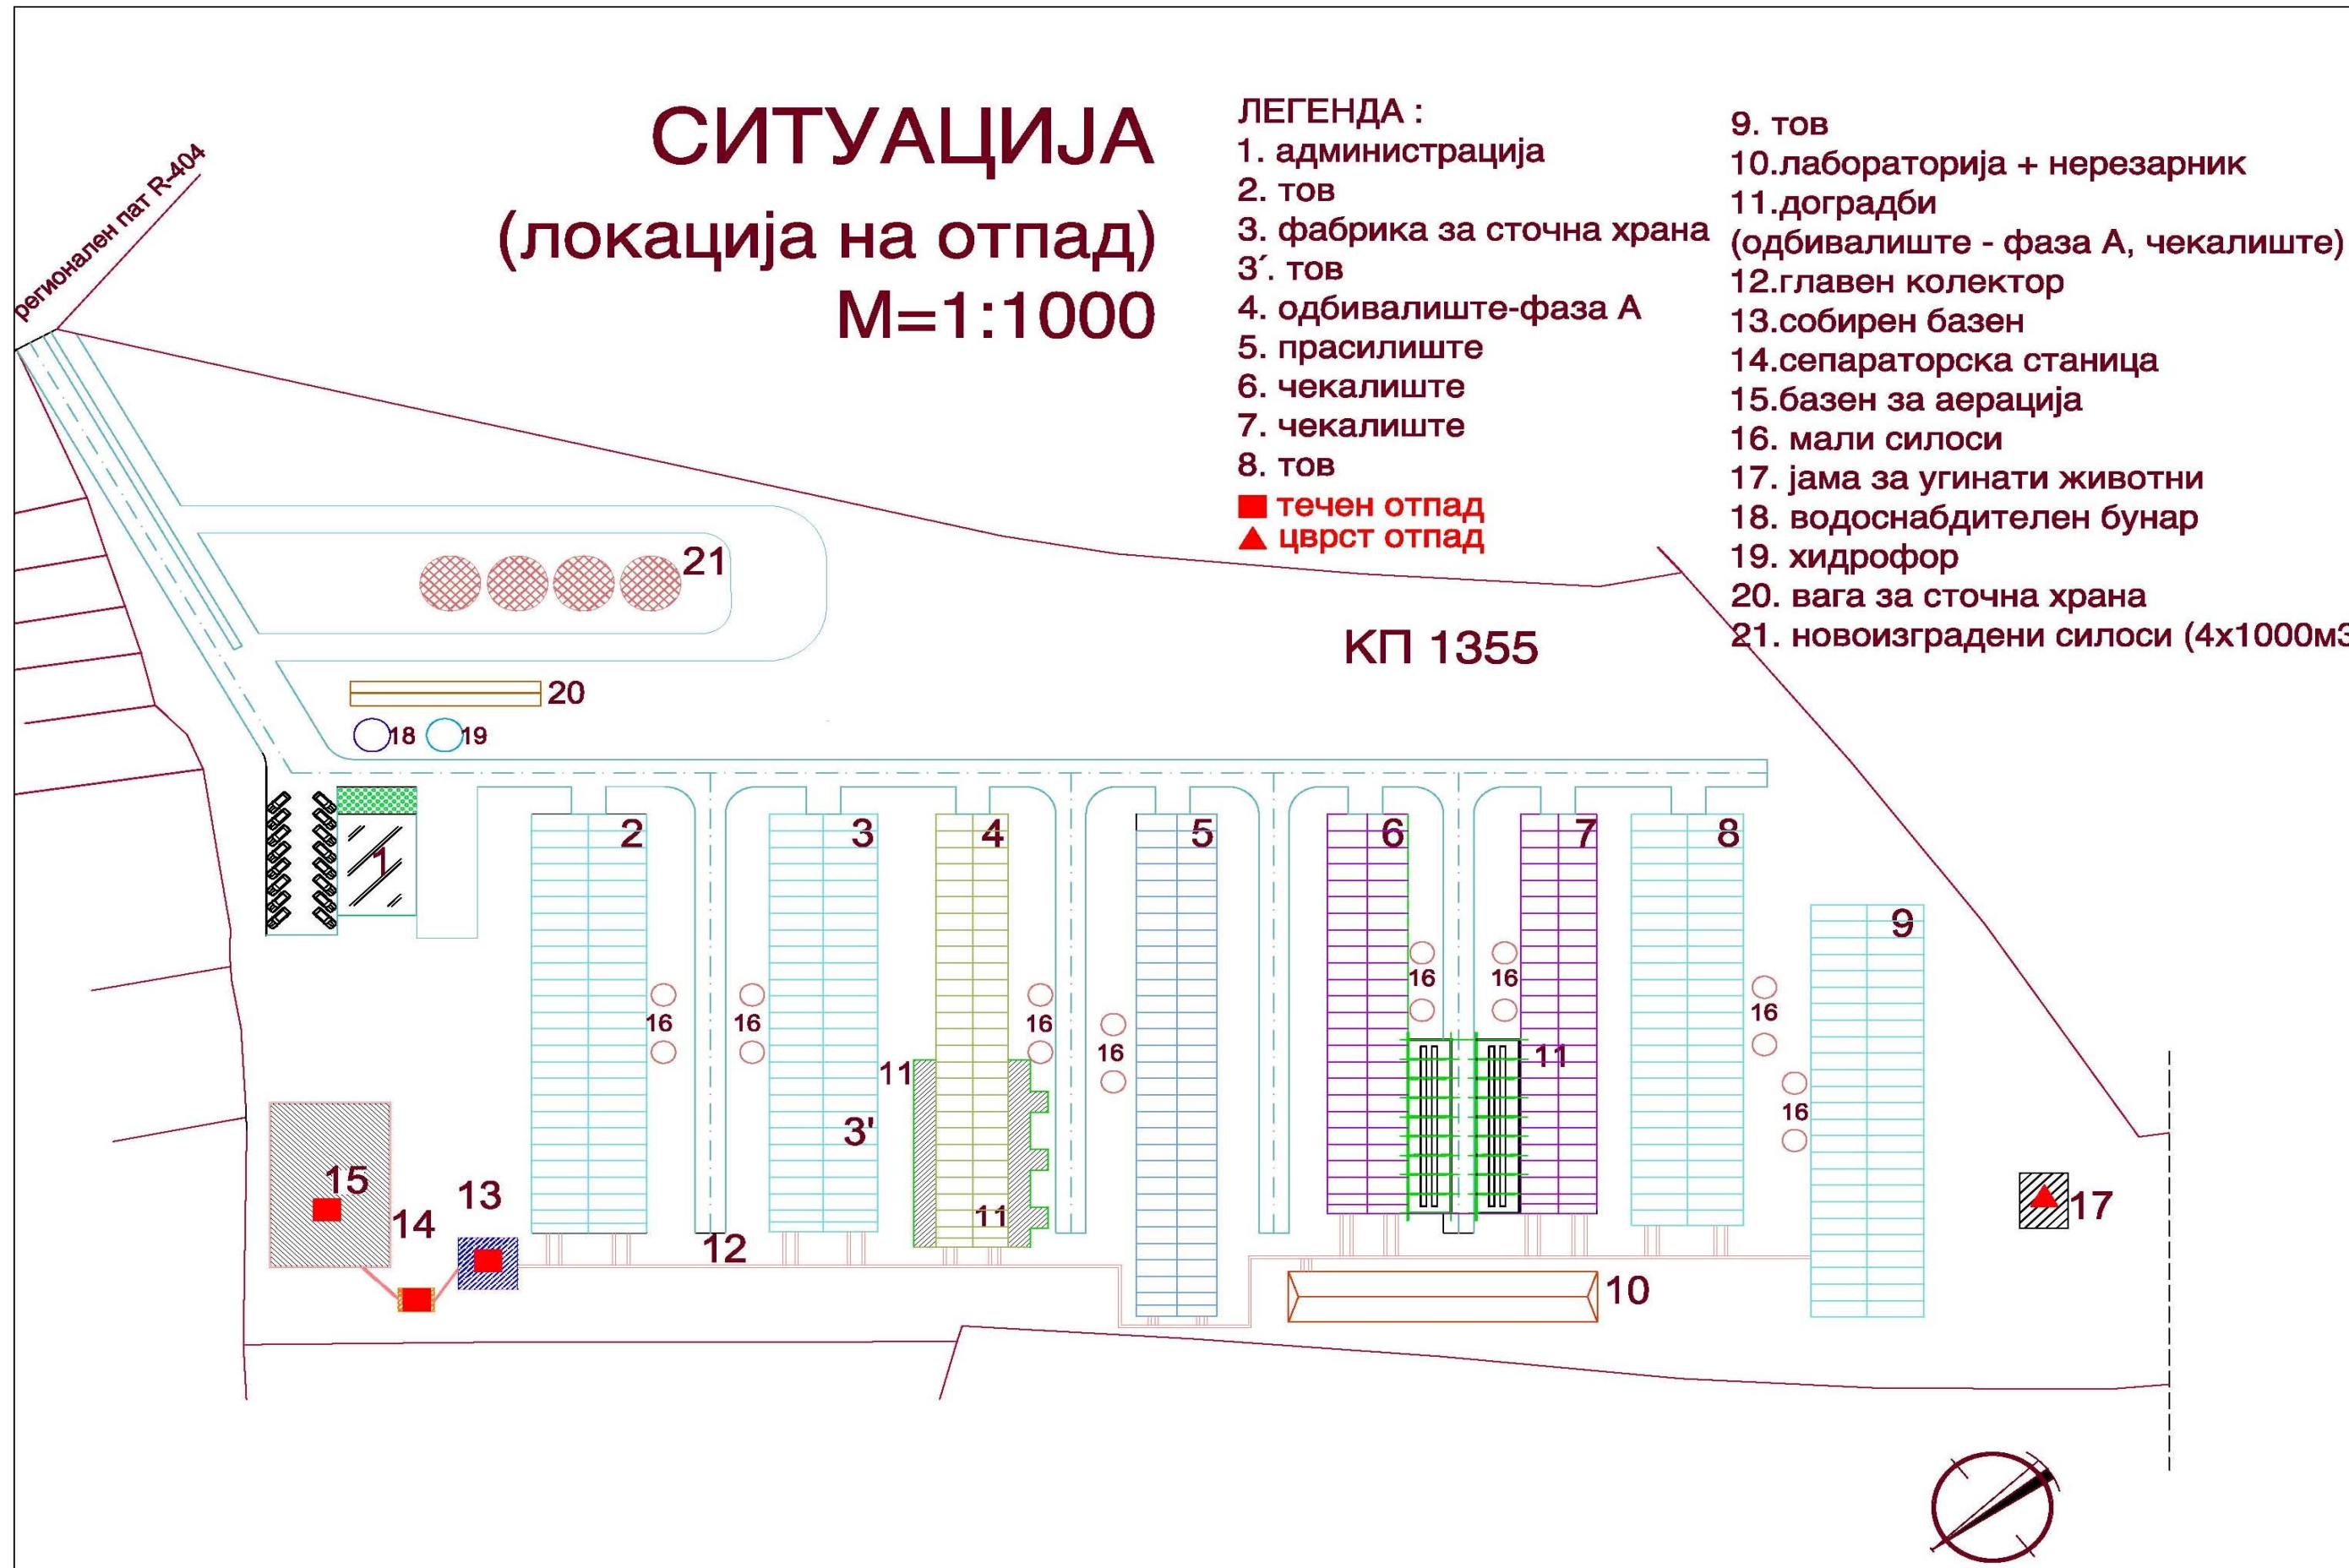 регионален пат R-404
СИТУАЦИЈА
(локација на отпад)
М=1:1000
ЛЕГЕНДА :
1. администрација
2. тов
3. фабрика за сточна храна
3´. тов
4. одбивалиште-фаза А
5. прасилиште
6. чекалиште
7. чекалиште
8. тов
течен отпад
цврст отпад
9. тов
10.лабораторија + нерезарник
11.доградби
(одбивалиште - фаза А, чекалиште)
12.главен колектор
13.собирен базен
14.сепараторска станица
15.базен за аерација
16. мали силоси
17. јама за угинати животни
18. водоснабдителен бунар
19. хидрофор
20. вага за сточна храна
21. новоизградени силоси (4х1000м3
21
КП 1355
20
18
19
1
2
3
4
5
6
7
8
9
16
16
16
16
16
16
16
16
11
11
11
3'
15
14
13
12
10
17